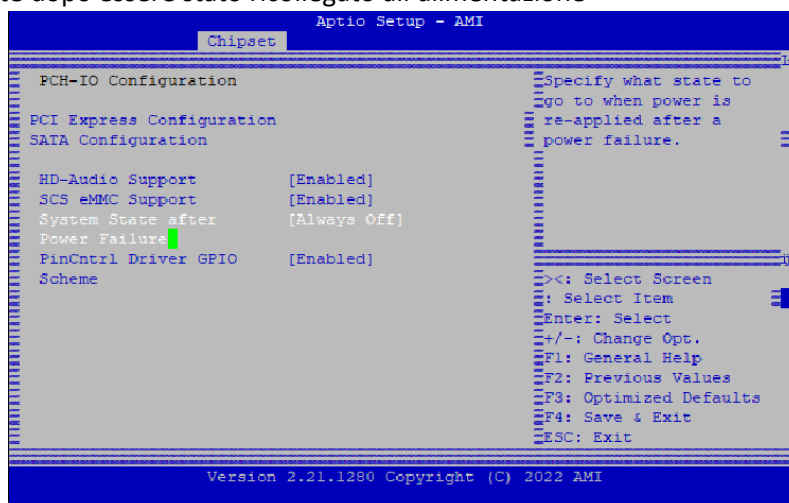 dopo essere stato ricollegato all'alimentazione
Aptio Setup - AMI
Chipset
PCH-IO Configuration
PCI Express Configuration
SATA Configuration
HD-Audio Support [Enabled]
SCS eMMC Support [Enabled]
System State after [Always Off]
Power Failure
PinCntrl Driver GPIO [Enabled]
Scheme
Specify what state to
go to when power is
re-applied after a
power failure.
><: Select Screen
: Select Item
Enter: Select
+/-: Change Opt.
F1: General Help
F2: Previous Values
F3: Optimized Defaults
F4: Save & Exit
ESC: Exit
Version 2.21.1280 Copyright (C) 2022 AMI